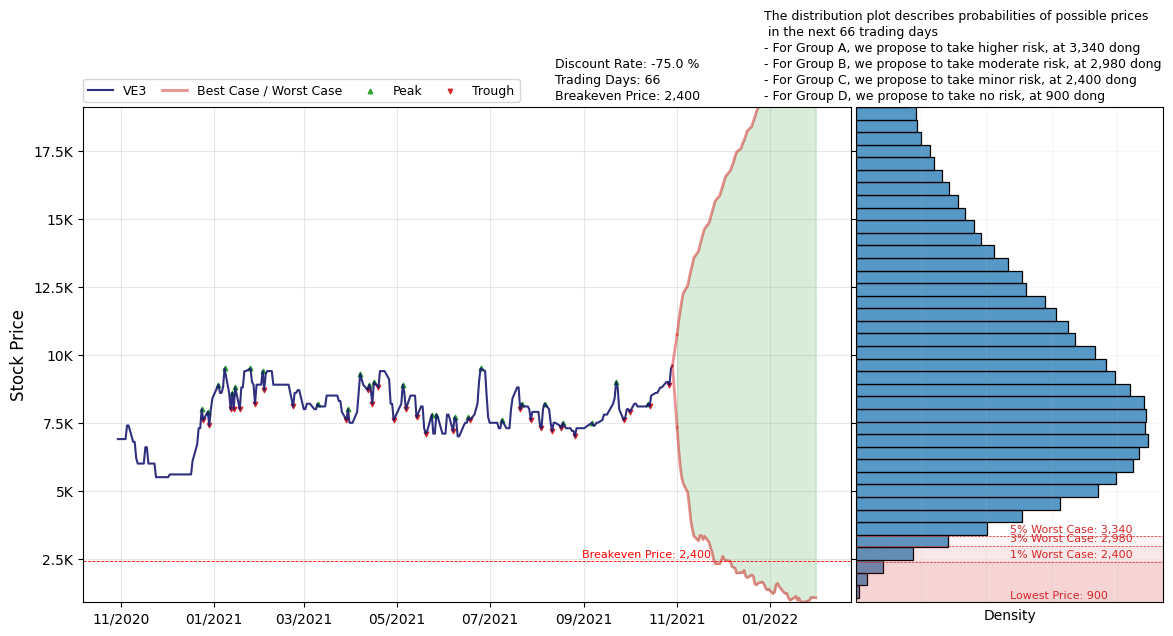 The distribution plot describes probabilities of possible prices
in the next 66 trading days
- For Group A, we propose to take higher risk, at 3,340 dong
- For Group B, we propose to take moderate risk, at 2,980 dong
- For Group C, we propose to take minor risk, at 2,400 dong
- For Group D, we propose to take no risk, at 900 dong
Discount Rate: -75.0 %
Trading Days: 66
Breakeven Price: 2,400
VE3
Best Case / Worst Case
Peak
Trough
Stock Price
17.5K
15K
12.5K
10K
7.5K
5K
2.5K
Breakeven Price: 2,400
11/2020
01/2021
03/2021
05/2021
07/2021
09/2021
11/2021
01/2022
5% Worst Case: 3,340
3% Worst Case: 2,980
1% Worst Case: 2,400
Lowest Price: 900
Density